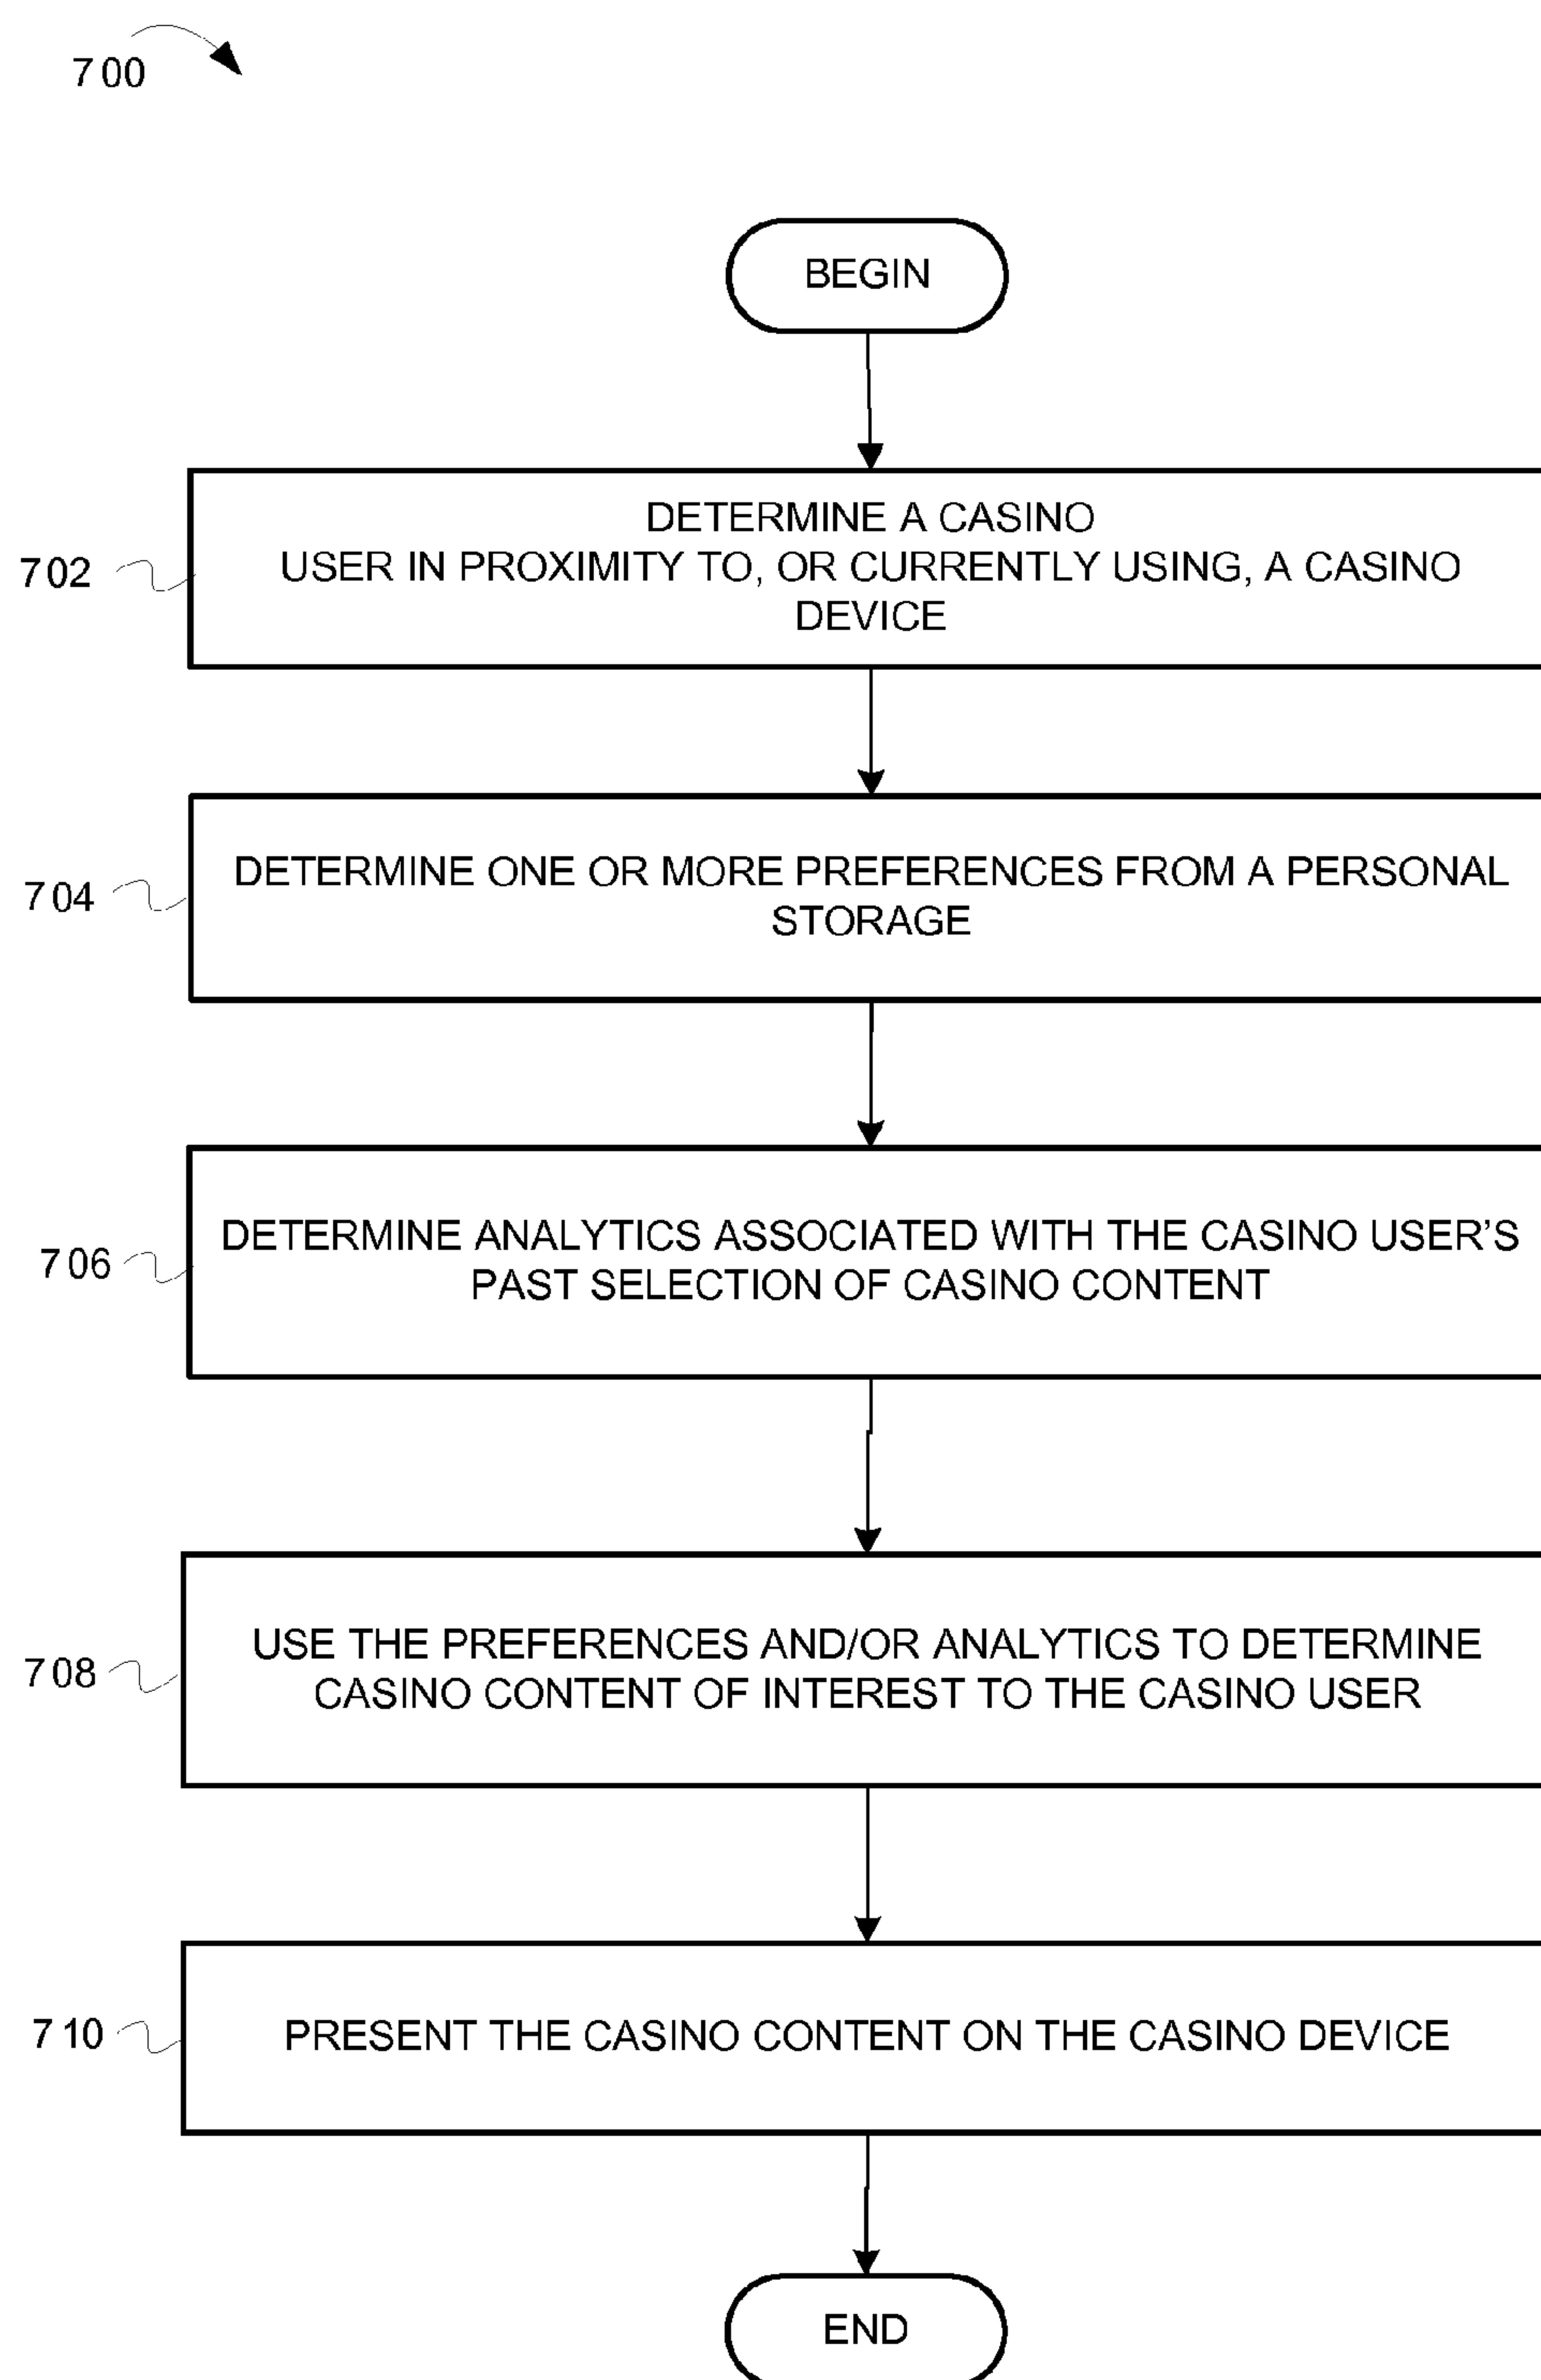 700
BEGIN
DETERMINE A CASINO
702
USER IN PROXIMITY TO, OR CURRENTLY USING, A CASINO
DEVICE
DETERMINE ONE OR MORE PREFERENCES FROM A PERSONAL
704
STORAGE
DETERMINE ANALYTICS ASSOCIATED WITH THE CASINO USER'S
706
PAST SELECTION OF CASINO CONTENT
USE THE PREFERENCES AND/OR ANALYTICS TO DETERMINE
708
CASINO CONTENT OF INTEREST TO THE CASINO USER
710
PRESENT THE CASINO CONTENT ON THE CASINO DEVICE
END